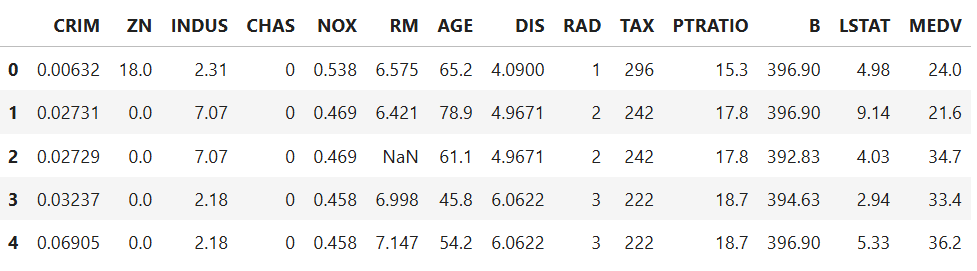 CRIM ZN INDUS CHAS NOX RM AGE DIS RAD TAX PTRATIO B LSTAT MEDV
0 0.00632 18.0 2.31 0 0.538 6.575 65.2 4.0900 1 296 15.3 396.90 4.98 24.0
1 0.02731 0.0 7.07 0 0.469 6.421 78.9 4.9671 2 242 17.8 396.90 9.14 21.6
2 0.02729 0.0 7.07 0 0.469 NaN 61.1 4.9671 2 242 17.8 392.83 4.03 34.7
3 0.03237 0.0 2.18 0 0.458 6.998 45.8 6.0622 3 222 18.7 394.63 2.94 33.4
4 0.06905 0.0 2.18 0 0.458 7.147 54.2 6.0622 3 222 18.7 396.90 5.33 36.2